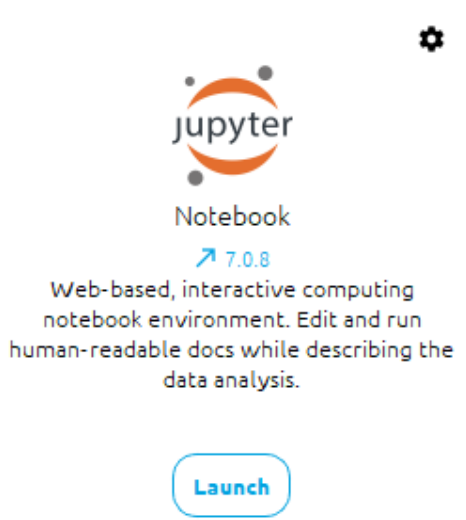 jupyter
Notebook
7.0.8
Web-based, interactive computing
notebook environment. Edit and run
human-readable docs while describing the
data analysis.
Launch